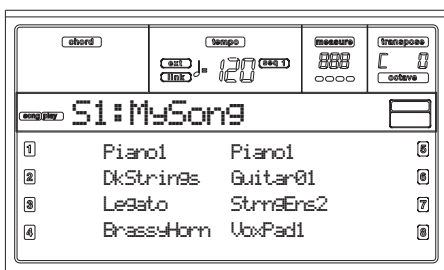 chord tempo measure transpose
ext link ♩= 120 seq 1 888 C 0
octave
song play S1:MySong
1 Piano1 Piano1 5
2 DkStrings Guitar01 6
3 Legato StrngEns2 7
4 BrassyHorn VoxPad1 8